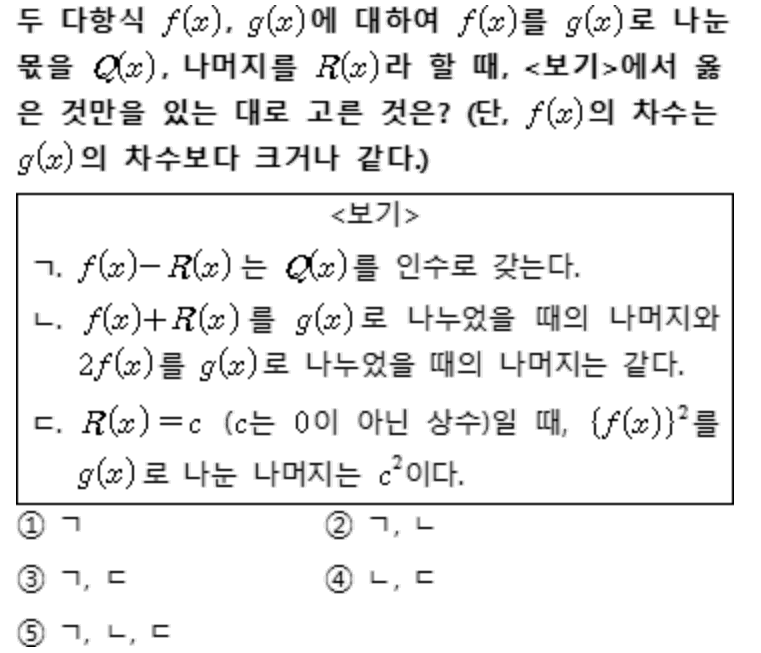 두 다항식 f(x), g(x)에 대하여 f(x)를 g(x)로 나눈
몫을 Q(x), 나머지를 R(x)라 할 때, <보기>에서 옳
은 것만을 있는 대로 고른 것은? (단, f(x)의 차수는
g(x)의 차수보다 크거나 같다.)
<보기>
ㄱ. f(x)-R(x)는 Q(x)를 인수로 갖는다.
ㄴ. f(x)+R(x)를 g(x)로 나누었을 때의 나머지와
2f(x)를 g(x)로 나누었을 때의 나머지는 같다.
ㄷ. R(x)=c (c는 0이 아닌 상수)일 때, {f(x)}²를
g(x)로 나눈 나머지는 c²이다.
① ㄱ ② ㄱ, ㄴ
③ ㄱ, ㄷ ④ ㄴ, ㄷ
⑤ ㄱ, ㄴ, ㄷ